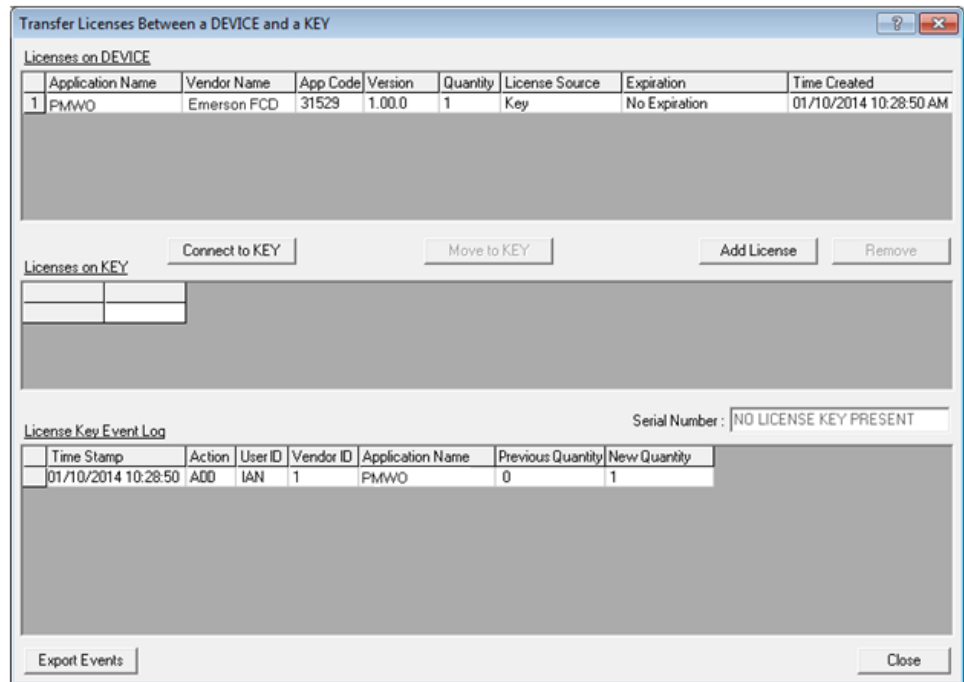 Transfer Licenses Between a DEVICE and a KEY
Licenses on DEVICE
Application Name Vendor Name App Code Version Quantity License Source Expiration Time Created
1 PMWO Emerson FCD 31529 1.00.0 1 Key No Expiration 01/10/2014 10:28:50 AM
Connect to KEY Move to KEY Add License Remove
Licenses on KEY
Serial Number : NO LICENSE KEY PRESENT
License Key Event Log
Time Stamp Action User ID Vendor ID Application Name Previous Quantity New Quantity
01/10/2014 10:28:50 ADD IAN 1 PMWO 0 1
Export Events Close